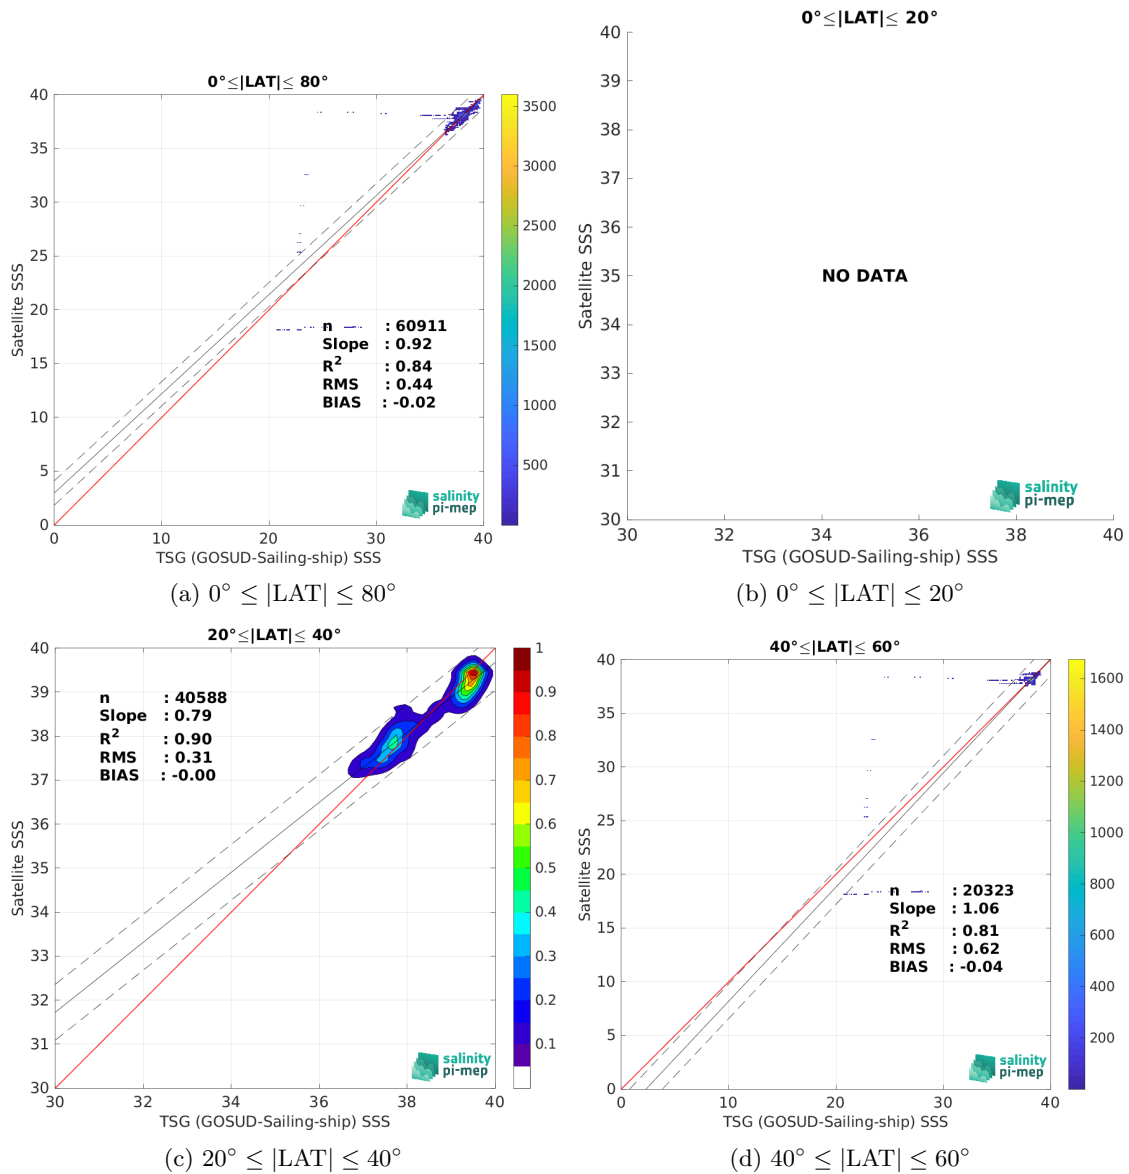 0°≤|LAT|≤ 80°
40
35
30
25
20
15
10
5
0
Satellite SSS
n : 60911
Slope : 0.92
R² : 0.84
RMS : 0.44
BIAS : -0.02
salinity
pi-mep
0 10 20 30 40
TSG (GOSUD-Sailing-ship) SSS
3500
3000
2500
2000
1500
1000
500
(a) 0° ≤ |LAT| ≤ 80°
0°≤|LAT|≤ 20°
40
39
38
37
36
35
34
33
32
31
30
Satellite SSS
NO DATA
salinity
pi-mep
30 32 34 36 38 40
TSG (GOSUD-Sailing-ship) SSS
(b) 0° ≤ |LAT| ≤ 20°
20°≤|LAT|≤ 40°
40
39
38
37
36
35
34
33
32
31
30
Satellite SSS
n : 40588
Slope : 0.79
R² : 0.90
RMS : 0.31
BIAS : -0.00
salinity
pi-mep
30 32 34 36 38 40
TSG (GOSUD-Sailing-ship) SSS
1
0.9
0.8
0.7
0.6
0.5
0.4
0.3
0.2
0.1
(c) 20° ≤ |LAT| ≤ 40°
40°≤|LAT|≤ 60°
40
35
30
25
20
15
10
5
0
Satellite SSS
n : 20323
Slope : 1.06
R² : 0.81
RMS : 0.62
BIAS : -0.04
salinity
pi-mep
0 10 20 30 40
TSG (GOSUD-Sailing-ship) SSS
1600
1400
1200
1000
800
600
400
200
(d) 40° ≤ |LAT| ≤ 60°